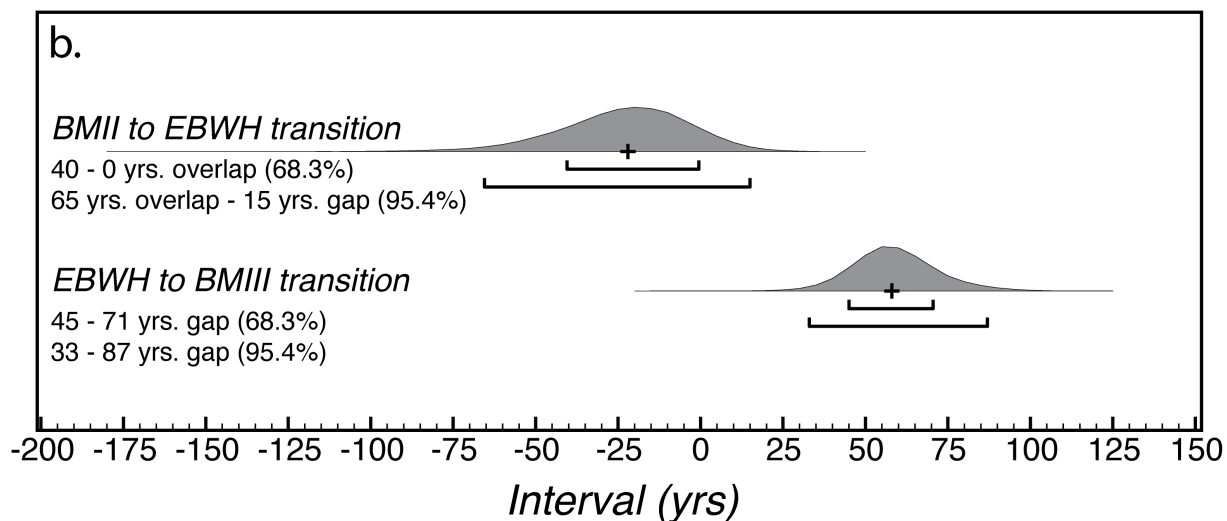 b.
BMII to EBWH transition
40 - 0 yrs. overlap (68.3%)
65 yrs. overlap - 15 yrs. gap (95.4%)
EBWH to BMIII transition
45 - 71 yrs. gap (68.3%)
33 - 87 yrs. gap (95.4%)
-200 -175 -150 -125 -100 -75 -50 -25 0 25 50 75 100 125 150
Interval (yrs)